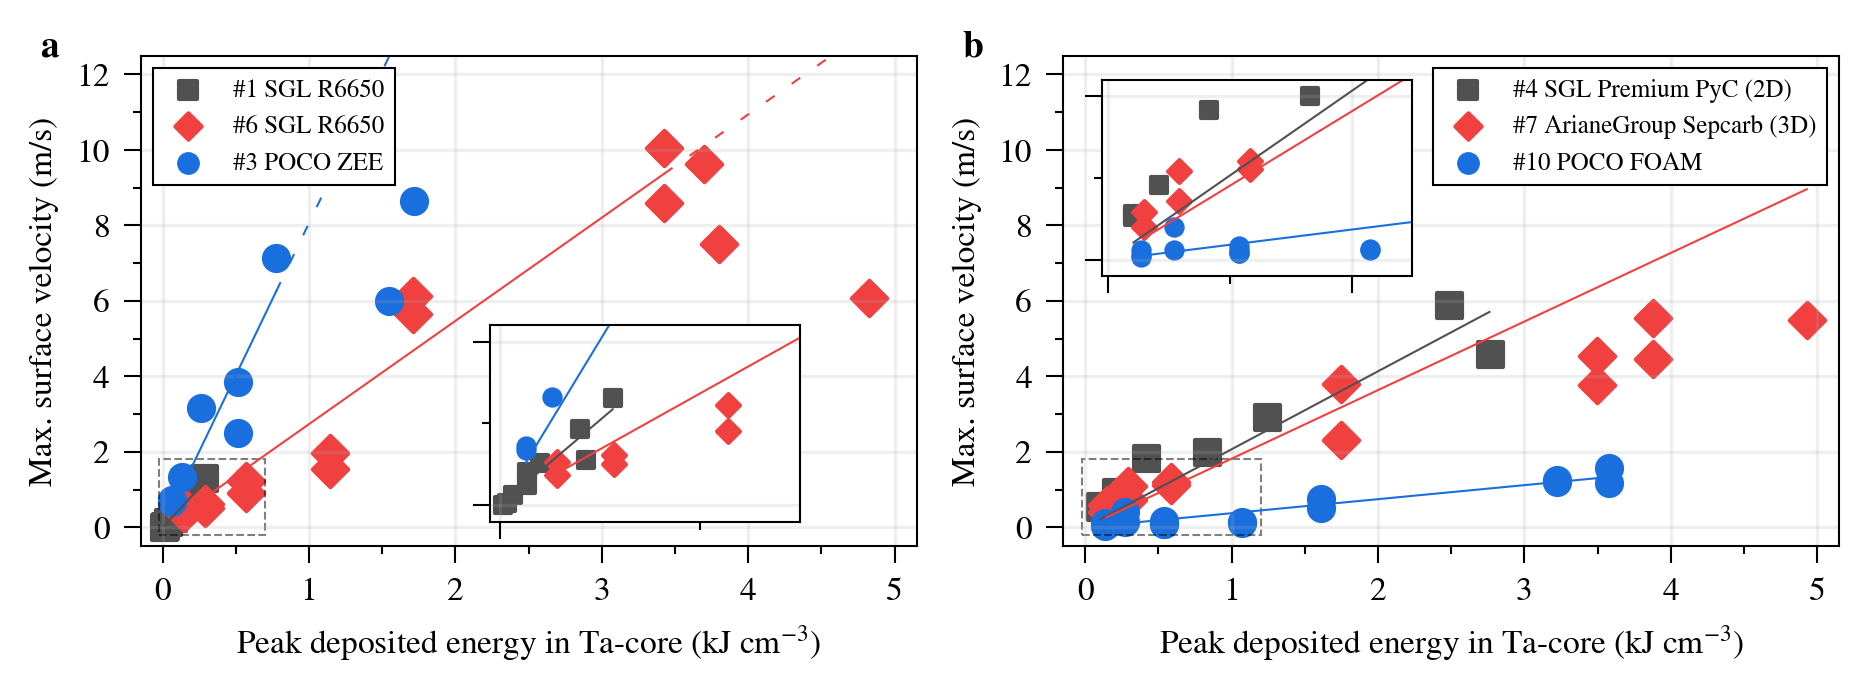 a
Max. surface velocity (m/s)
12
10
8
6
4
2
0
#1 SGL R6650
#6 SGL R6650
#3 POCO ZEE
0 1 2 3 4 5
Peak deposited energy in Ta-core (kJ cm⁻³)
b
Max. surface velocity (m/s)
12
10
8
6
4
2
0
#4 SGL Premium PyC (2D)
#7 ArianeGroup Sepcarb (3D)
#10 POCO FOAM
0 1 2 3 4 5
Peak deposited energy in Ta-core (kJ cm⁻³)